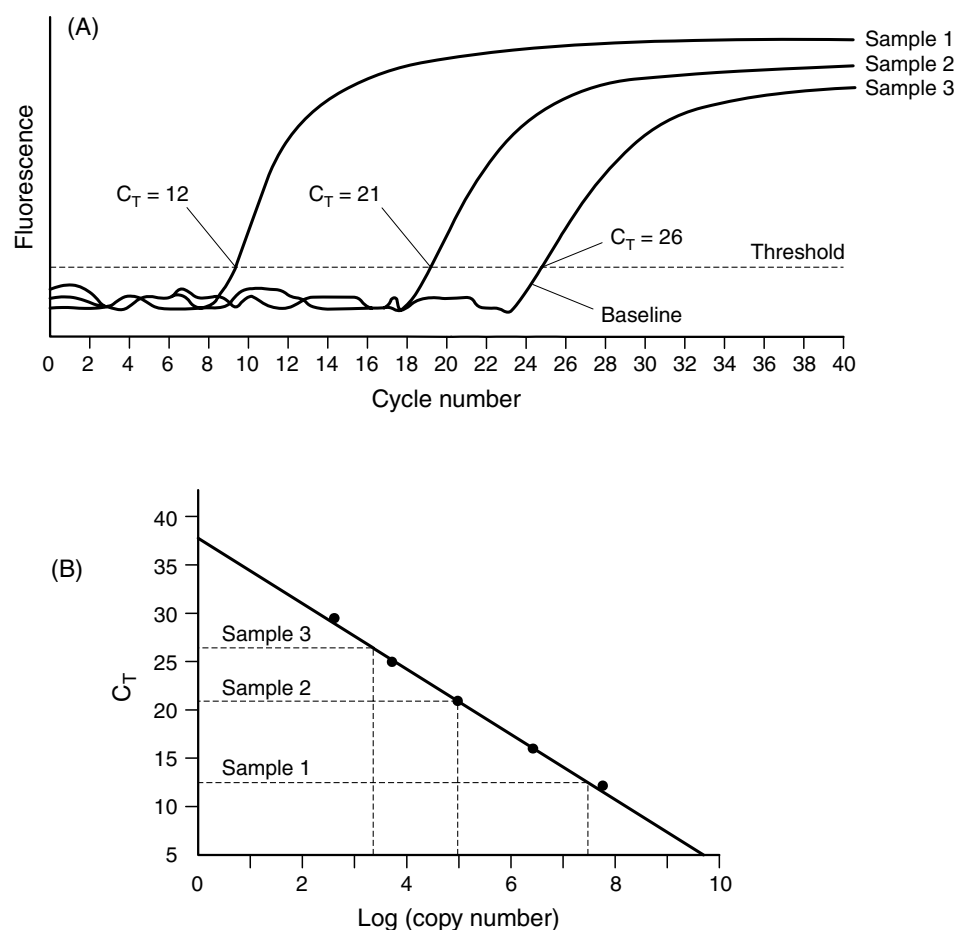 (A)
Sample 1
Sample 2
Sample 3
Fluorescence
C_T = 12
C_T = 21
C_T = 26
Threshold
Baseline
0 2 4 6 8 10 12 14 16 18 20 22 24 26 28 30 32 34 36 38 40
Cycle number
(B)
40
35
30
25
20
15
10
5
C_T
Sample 3
Sample 2
Sample 1
0 2 4 6 8 10
Log (copy number)